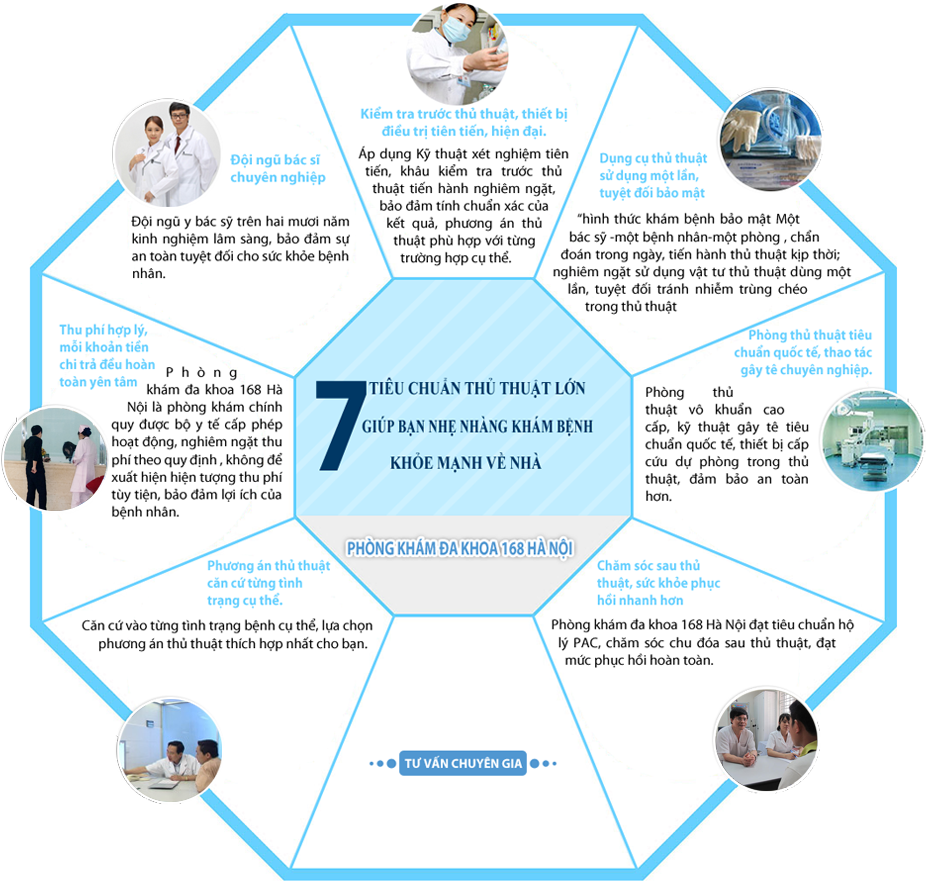 Kiểm tra trước thủ thuật, thiết bị
điều trị tiên tiến, hiện đại.
Áp dụng Kỹ thuật xét nghiệm tiên
tiến, khâu kiểm tra trước thủ
thuật tiến hành nghiêm ngặt,
bảo đảm tính chuẩn xác của
kết quả, phương án thủ
thuật phù hợp với từng
trường hợp cụ thể.
Đội ngũ bác sĩ
chuyên nghiệp
Đội ngũ y bác sỹ trên hai mươi năm
kinh nghiệm lâm sàng, bảo đảm sự
an toàn tuyệt đối cho sức khỏe bệnh
nhân.
Dụng cụ thủ thuật
sử dụng một lần,
tuyệt đối bảo mật
“hình thức khám bệnh bảo mật Một
bác sỹ -một bệnh nhân-một phòng , chẩn
đoán trong ngày, tiến hành thủ thuật kịp thời;
nghiêm ngặt sử dụng vật tư thủ thuật dùng một
lần, tuyệt đối tránh nhiễm trùng chéo
trong thủ thuật
Thu phí hợp lý,
mỗi khoản tiền
chi trả đều hoàn
toàn yên tâm
Phòng
khám đa khoa 168 Hà
Nội là phòng khám chính
quy được bộ y tế cấp phép
hoạt động, nghiêm ngặt thu
phí theo quy định , không để
xuất hiện hiện tượng thu phí
tùy tiện, bảo đảm lợi ích của
bệnh nhân.
7
TIÊU CHUẨN THỦ THUẬT LỚN
GIÚP BẠN NHẸ NHÀNG KHÁM BỆNH
KHỎE MẠNH VỀ NHÀ
PHÒNG KHÁM ĐA KHOA 168 HÀ NỘI
Phòng thủ thuật tiêu
chuẩn quốc tế, thao tác
gây tê chuyên nghiệp.
Phòng thủ
thuật vô khuẩn cao
cấp, kỹ thuật gây tê tiêu
chuẩn quốc tế, thiết bị cấp
cứu dự phòng trong thủ
thuật, đảm bảo an toàn
hơn.
Phương án thủ thuật
căn cứ từng tình
trạng cụ thể.
Căn cứ vào từng tình trạng bệnh cụ thể, lựa chọn
phương án thủ thuật thích hợp nhất cho bạn.
Chăm sóc sau thủ
thuật, sức khỏe phục
hồi nhanh hơn
Phòng khám đa khoa 168 Hà Nội đạt tiêu chuẩn hộ
lý PAC, chăm sóc chu đóa sau thủ thuật, đạt
mức phục hồi hoàn toàn.
TƯ VẤN CHUYÊN GIA